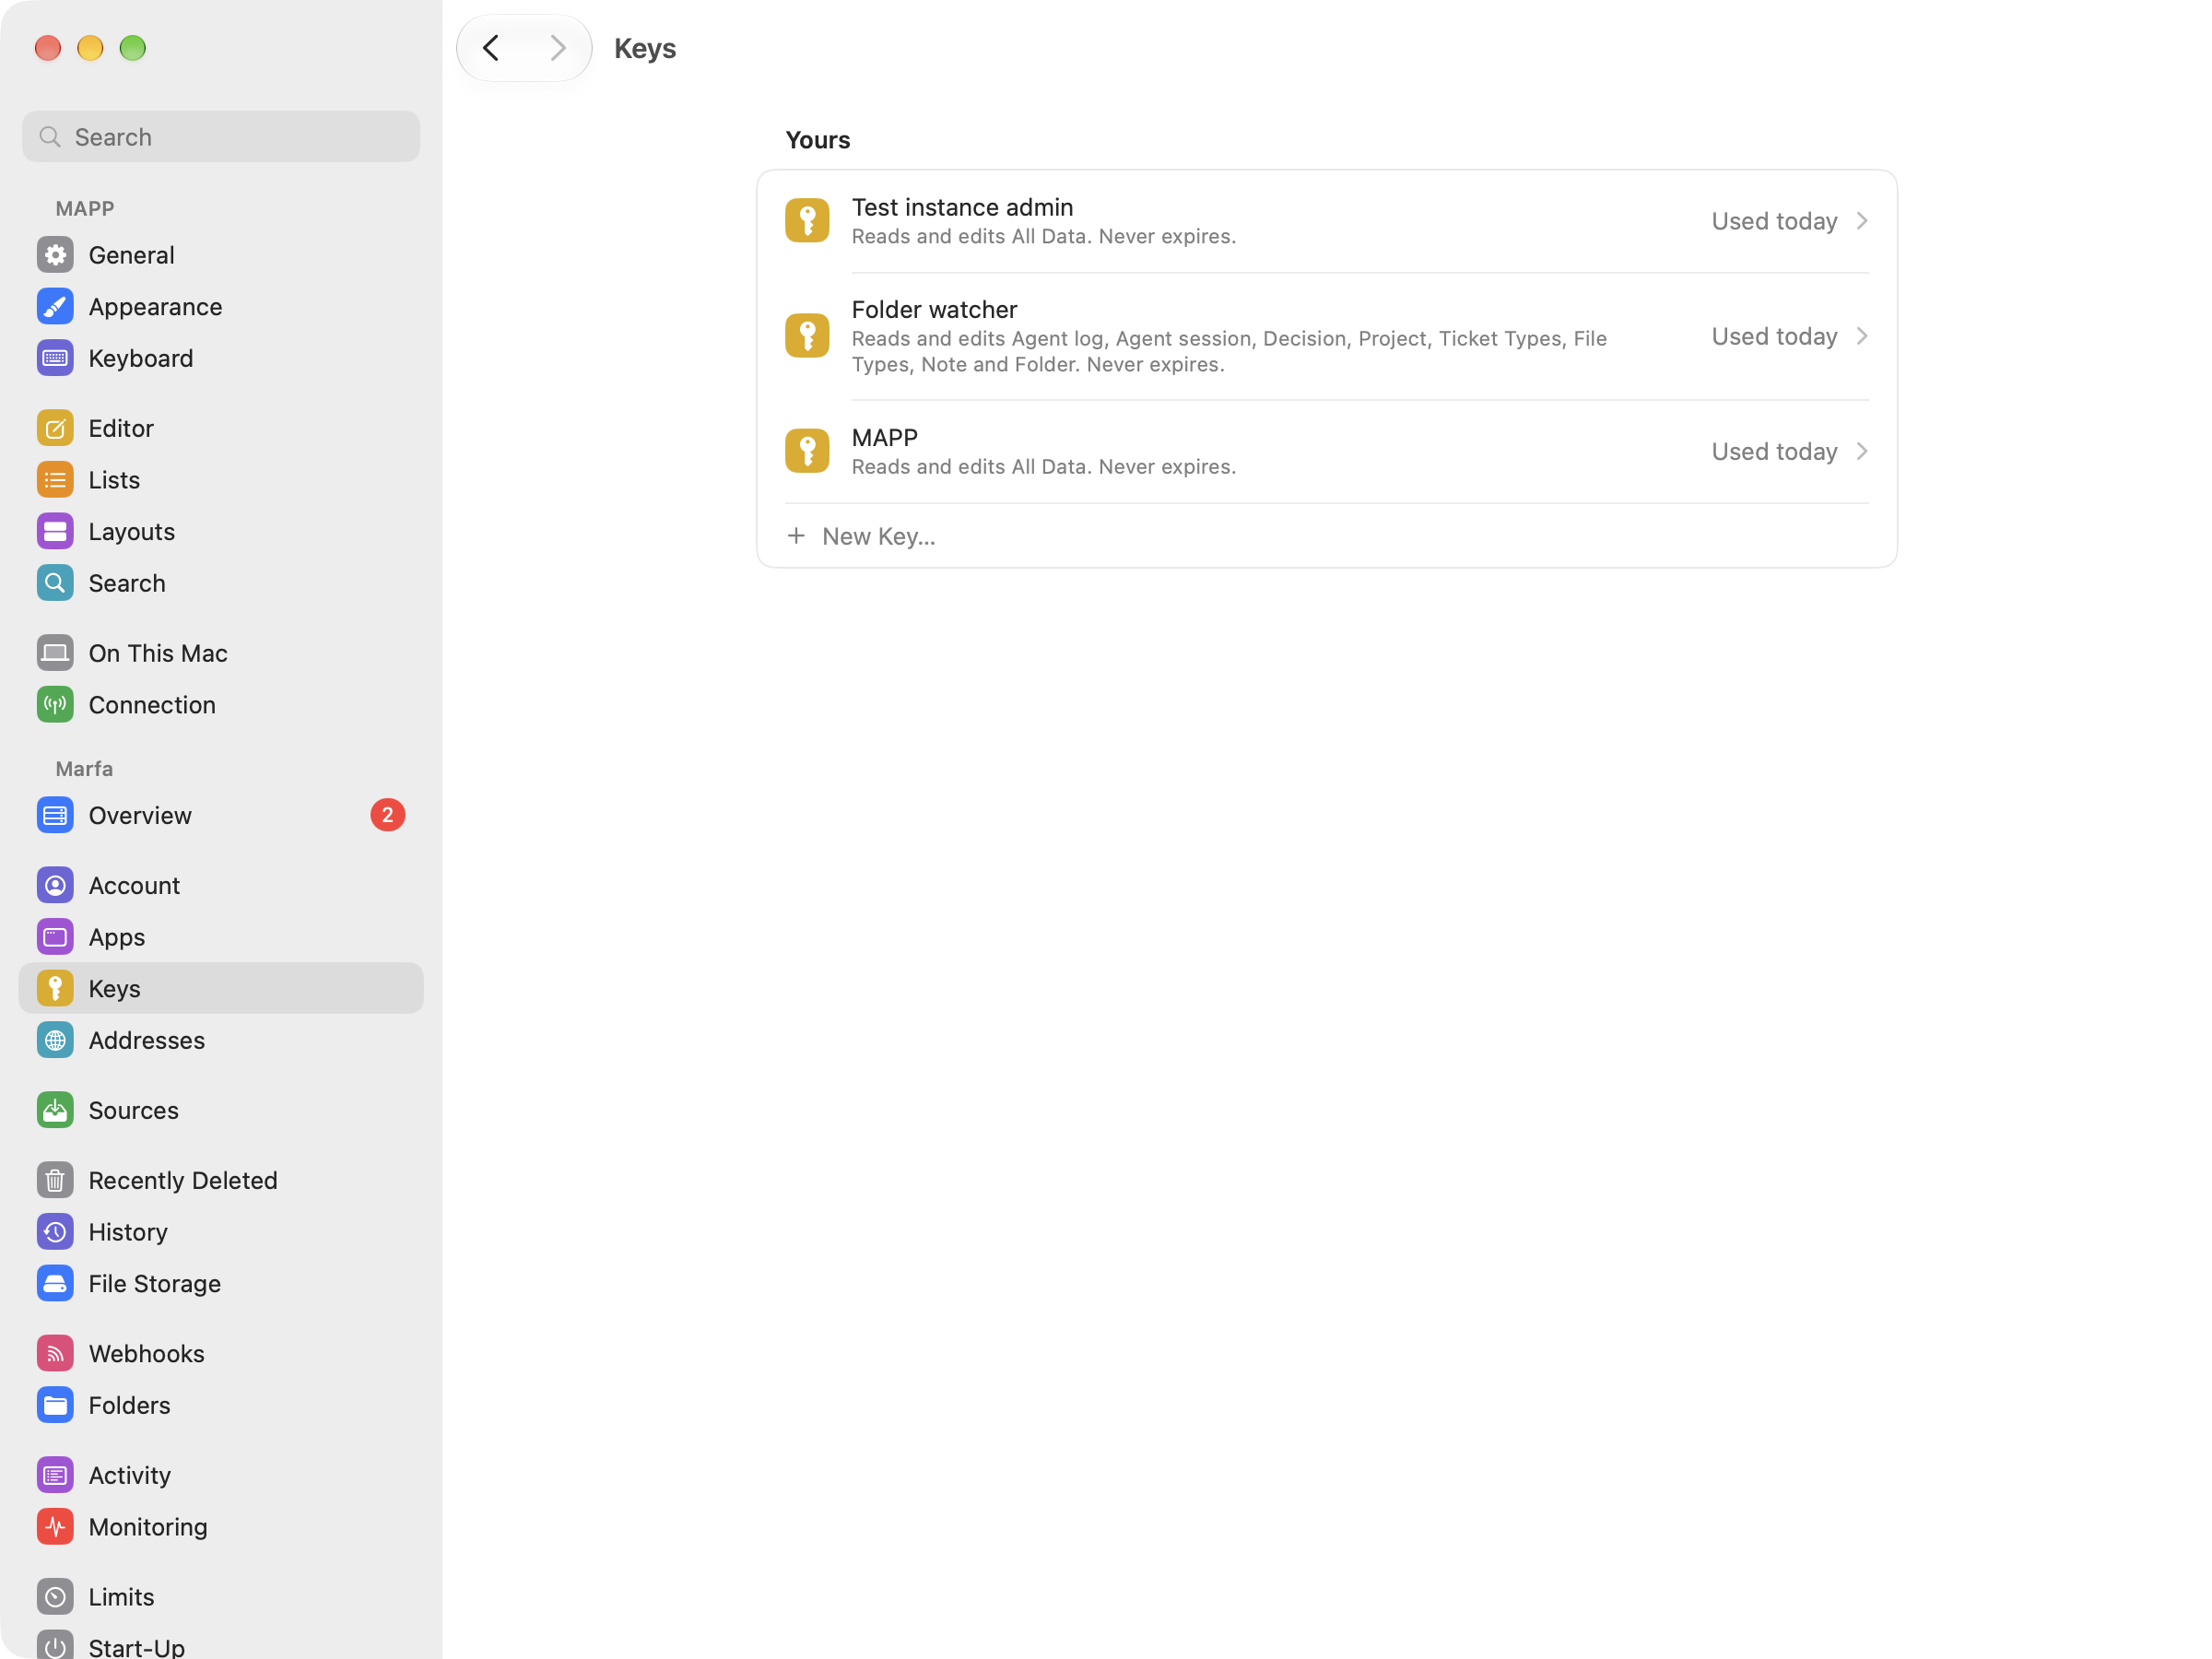 Keys
Search
MAPP
General
Appearance
Keyboard
Editor
Lists
Layouts
Search
On This Mac
Connection
Marfa
Overview
2
Account
Apps
Keys
Addresses
Sources
Recently Deleted
History
File Storage
Webhooks
Folders
Activity
Monitoring
Limits
Start-Up
Yours
Test instance admin
Reads and edits All Data. Never expires.
Used today
Folder watcher
Reads and edits Agent log, Agent session, Decision, Project, Ticket Types, File
Types, Note and Folder. Never expires.
Used today
MAPP
Reads and edits All Data. Never expires.
Used today
New Key...